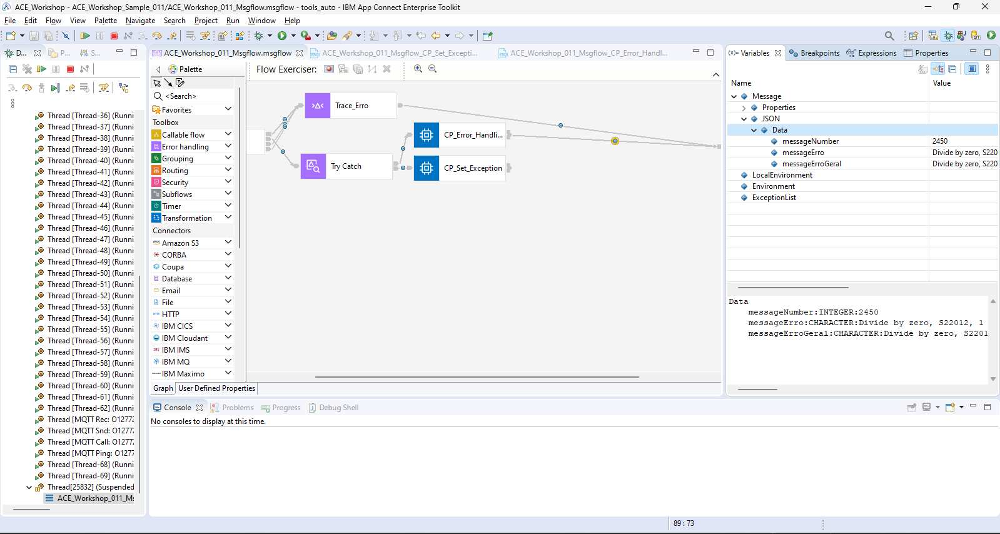 ACE_Workshop - ACE_Workshop_Sample_011/ACE_Workshop_011_Msgflow.msgflow - tools_auto - IBM App Connect Enterprise Toolkit
File Edit Flow View Palette Navigate Search Project Run Window Help
D... P... S...
Thread [Thread-36] (Runni
Thread [Thread-37] (Runni
Thread [Thread-38] (Runni
Thread [Thread-39] (Runni
Thread [Thread-40] (Runni
Thread [Thread-41] (Runni
Thread [Thread-42] (Runni
Thread [Thread-43] (Runni
Thread [Thread-44] (Runni
Thread [Thread-45] (Runni
Thread [Thread-46] (Runni
Thread [Thread-47] (Runni
Thread [Thread-48] (Runni
Thread [Thread-49] (Runni
Thread [Thread-50] (Runni
Thread [Thread-51] (Runni
Thread [Thread-52] (Runni
Thread [Thread-53] (Runni
Thread [Thread-54] (Runni
Thread [Thread-55] (Runni
Thread [Thread-56] (Runni
Thread [Thread-57] (Runni
Thread [Thread-58] (Runni
Thread [Thread-59] (Runni
Thread [Thread-60] (Runni
Thread [Thread-61] (Runni
Thread [Thread-62] (Runni
Thread [MQTT Rec: O1277
Thread [MQTT Snd: O1277
Thread [MQTT Call: O1277
Thread [MQTT Ping: O1277
Thread [Thread-68] (Runni
Thread [Thread-69] (Runni
Thread[25832] (Suspended
ACE_Workshop_011_Ms
ACE_Workshop_011_Msgflow.msgflow ACE_Workshop_011_Msgflow_CP_Set_Excepti... ACE_Workshop_011_Msgflow_CP_Error_Handl...
Palette
<Search>
Favorites
Toolbox
Callable flow
Error handling
Grouping
Routing
Security
Subflows
Timer
Transformation
Connectors
Amazon S3
CORBA
Coupa
Database
Email
File
HTTP
IBM CICS
IBM Cloudant
IBM IMS
IBM MQ
IBM Maximo
Flow Exerciser:
Trace_Erro
CP_Error_Handli...
Try Catch
CP_Set_Exception
Graph User Defined Properties
(x)= Variables Breakpoints Expressions Properties
Name Value
Message
Properties
JSON
Data
messageNumber 2450
messageErro Divide by zero, S220
messageErroGeral Divide by zero, S220
LocalEnvironment
Environment
ExceptionList
Data
messageNumber:INTEGER:2450
messageErro:CHARACTER:Divide by zero, S22012, 1
messageErroGeral:CHARACTER:Divide by zero, S2201
Console Problems Progress Debug Shell
No consoles to display at this time.
89 : 73